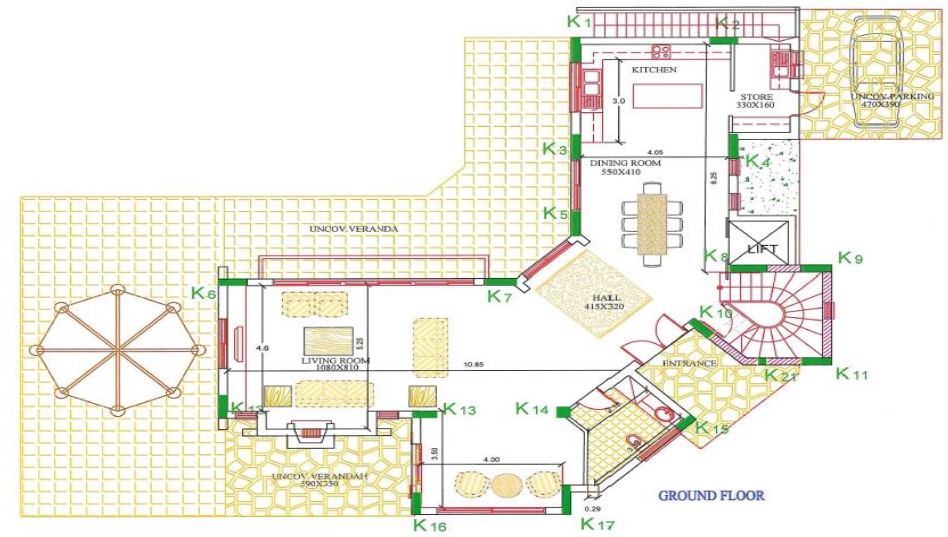 K1
K2
KITCHEN
UNCOV.PARKING
470X390
STORE
330X160
3.0
K3
4.05
K4
DINING ROOM
550X410
8.25
K5
UNCOV.VERANDA
K8
LIFT
K9
K6
K7
HALL
415X320
K10
4.6
5.25
LIVING ROOM
1080X810
10.85
ENTRANCE
K21
K11
K13
K14
K15
3.50
3.50
4.00
UNCOV.VERANDAH
590X350
GROUND FLOOR
0.29
K16
K17